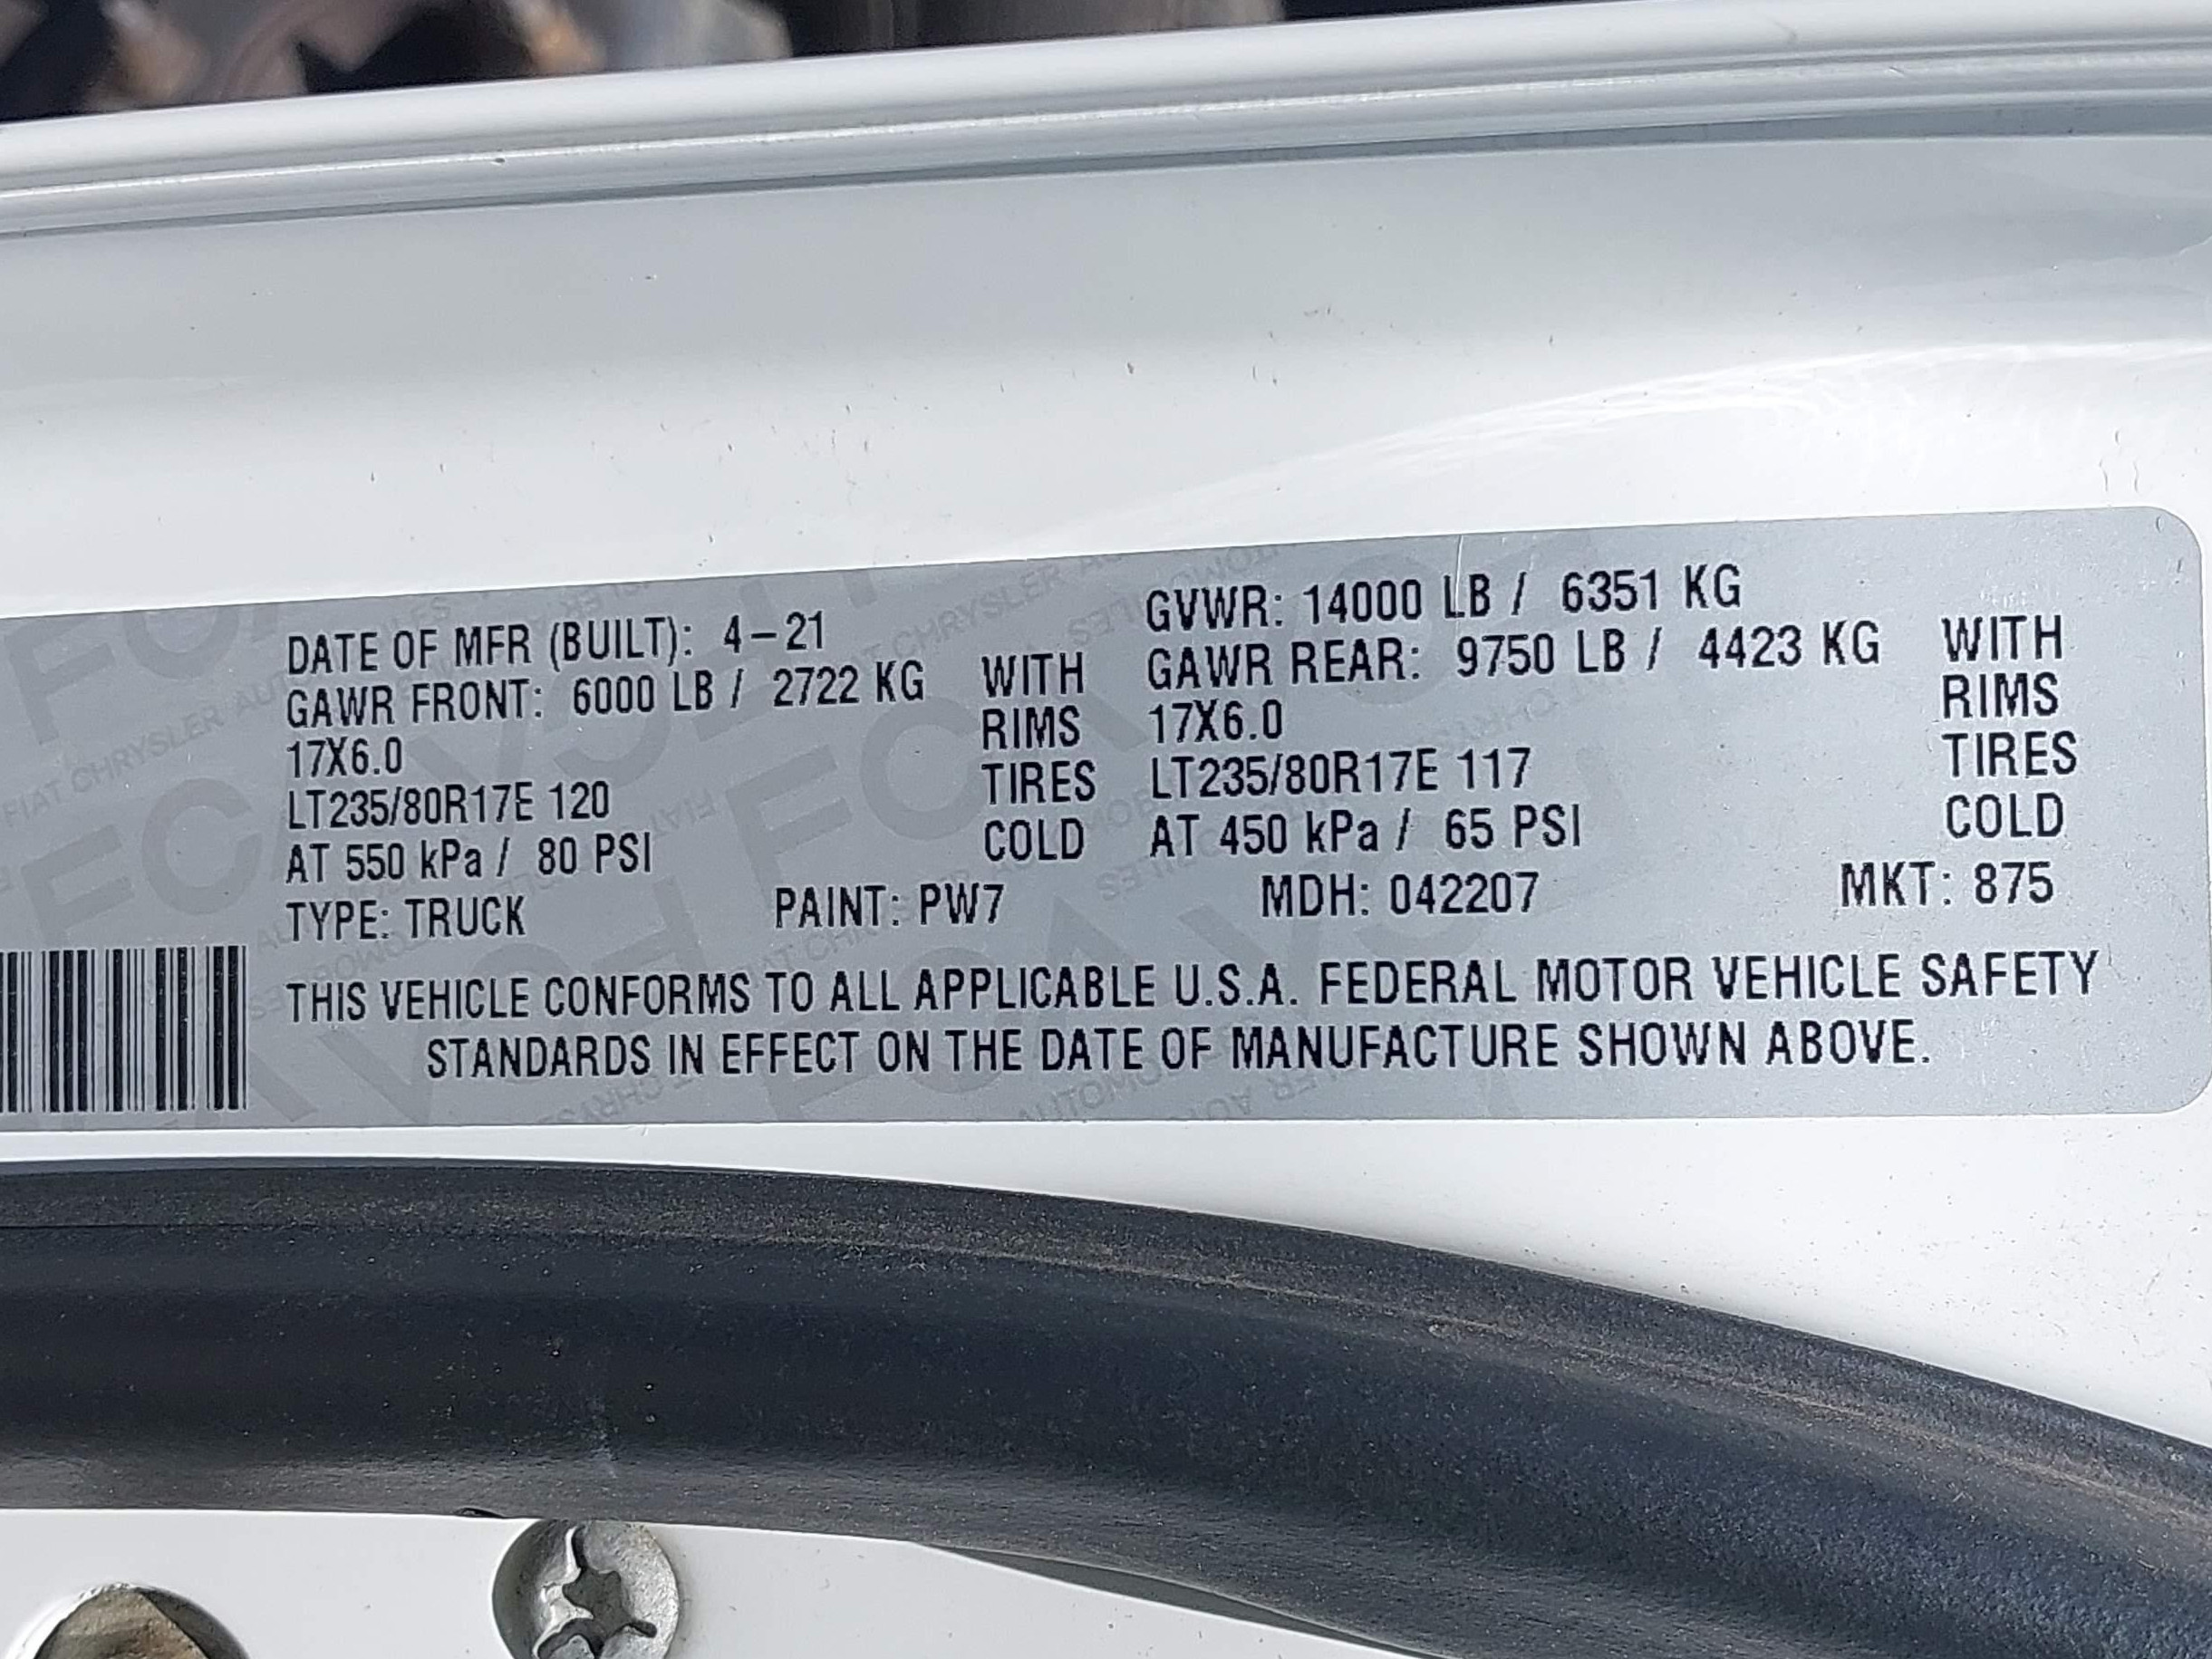 DATE OF MFR (BUILT): 4-21 GVWR: 14000 LB / 6351 KG
GAWR FRONT: 6000 LB / 2722 KG WITH GAWR REAR: 9750 LB / 4423 KG WITH
17X6.0 RIMS 17X6.0 RIMS
LT235/80R17E 120 TIRES LT235/80R17E 117 TIRES
AT 550 kPa / 80 PSI COLD AT 450 kPa / 65 PSI COLD
TYPE: TRUCK PAINT: PW7 MDH: 042207 MKT: 875
THIS VEHICLE CONFORMS TO ALL APPLICABLE U.S.A. FEDERAL MOTOR VEHICLE SAFETY
STANDARDS IN EFFECT ON THE DATE OF MANUFACTURE SHOWN ABOVE.